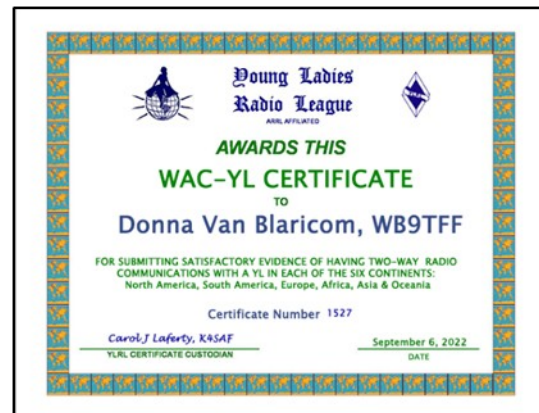 Young Ladies
Radio League
ARRL AFFILIATED
AWARDS THIS
WAC-YL CERTIFICATE
TO
Donna Van Blaricom, WB9TFF
FOR SUBMITTING SATISFACTORY EVIDENCE OF HAVING TWO-WAY RADIO
COMMUNICATIONS WITH A YL IN EACH OF THE SIX CONTINENTS:
North America, South America, Europe, Africa, Asia & Oceania
Certificate Number 1527
Carol J Laferty, K4SAF
YLRL CERTIFICATE CUSTODIAN
September 6, 2022
DATE